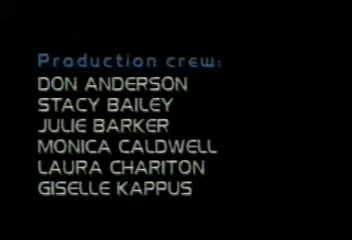 Production crew:
DON ANDERSON
STACY BAILEY
JULIE BARKER
MONICA CALDWELL
LAURA CHARITON
GISELLE KAPPUS